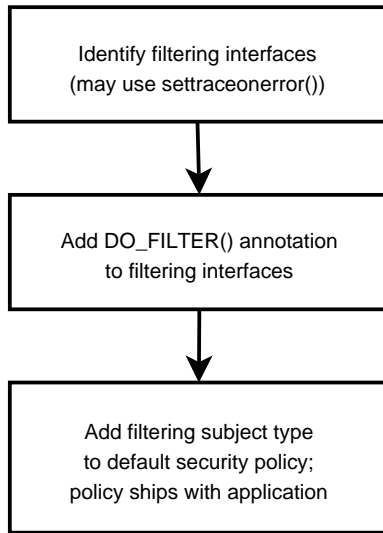 Identify filtering interfaces
(may use settraceonerror())
Add DO_FILTER() annotation
to filtering interfaces
Add filtering subject type
to default security policy;
policy ships with application